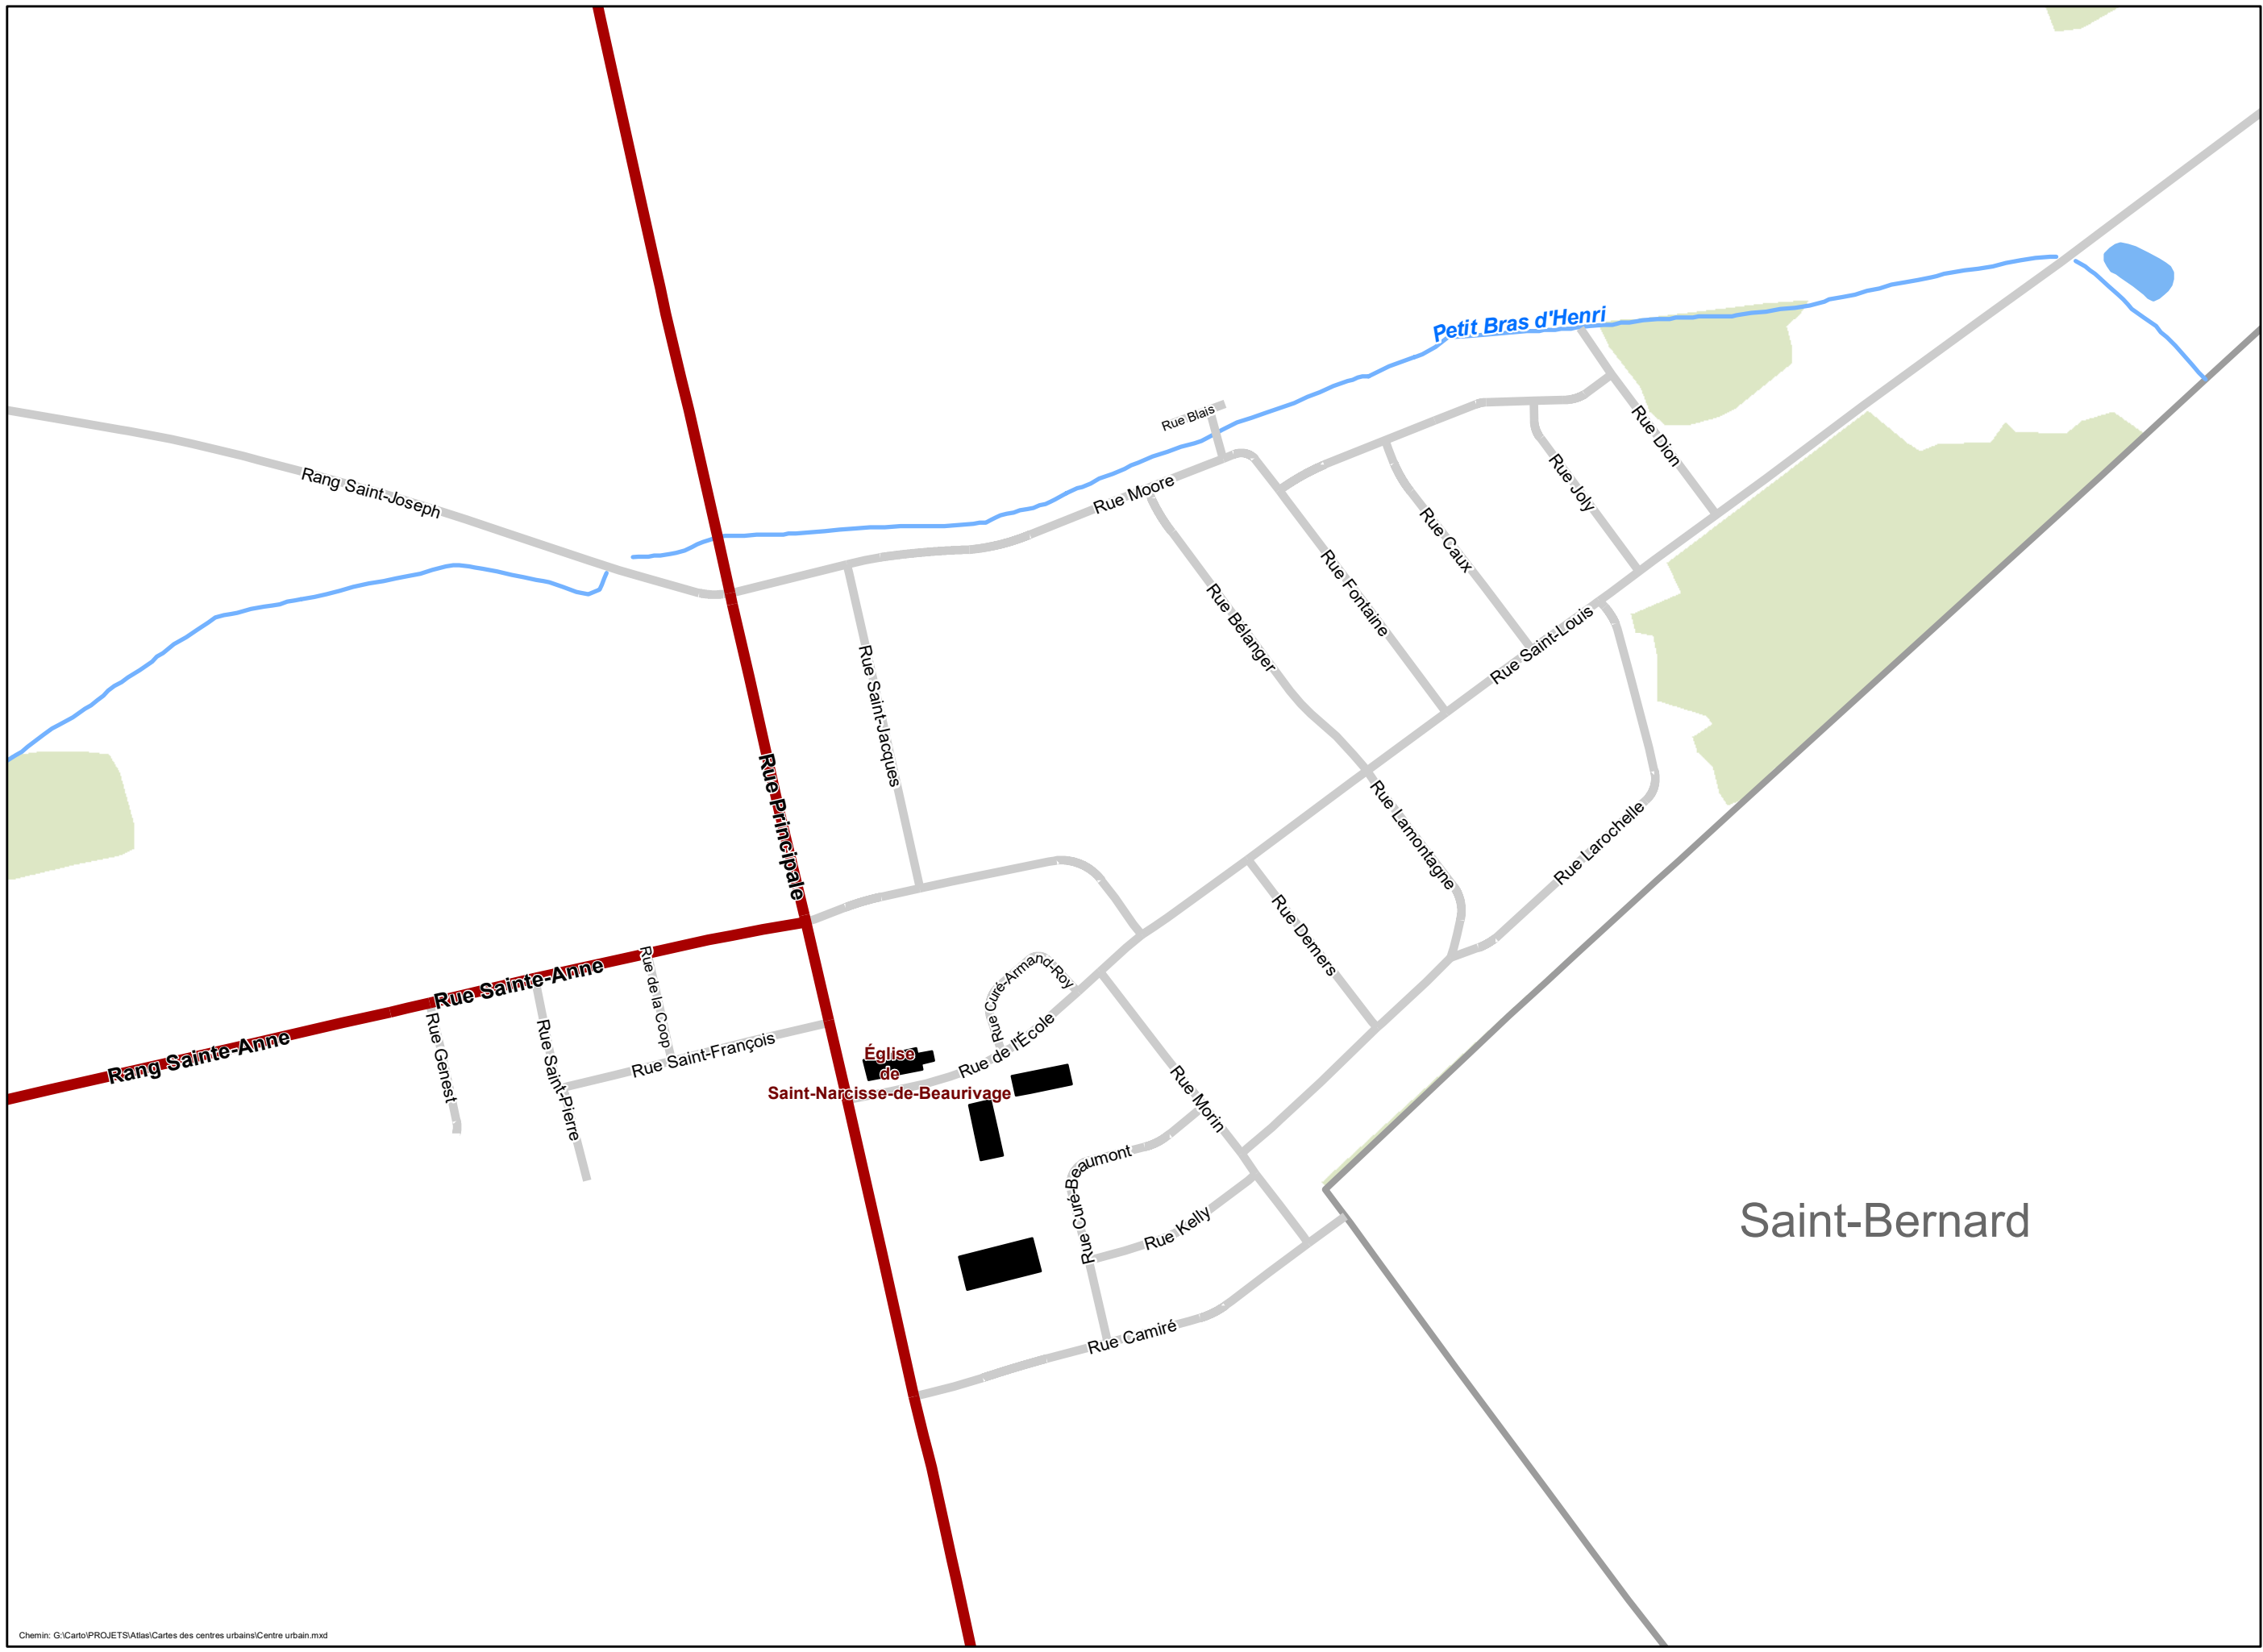 Petit Bras d'Henri
Rue Blais
Rue Dion
Rang Saint-Joseph
Rue Moore
Rue Joly
Rue Caux
Rue Fontaine
Rue Bélanger
Rue Saint-Louis
Rue Saint-Jacques
Rue Principale
Rue Lamontagne
Rue Larochelle
Rue Demers
Rue Sainte-Anne
Rue de la Coop
Rue Curé-Armand-Roy
Rang Sainte-Anne
Rue Genest
Rue Saint-Pierre
Rue Saint-François
Rue de l'École
Église
de
Saint-Narcisse-de-Beaurivage
Rue Morin
Rue Curé-Beaumont
Rue Kelly
Saint-Bernard
Rue Camiré
Chemin: G:\Carto\PROJETS\Atlas\Cartes des centres urbains\Centre urbain.mxd